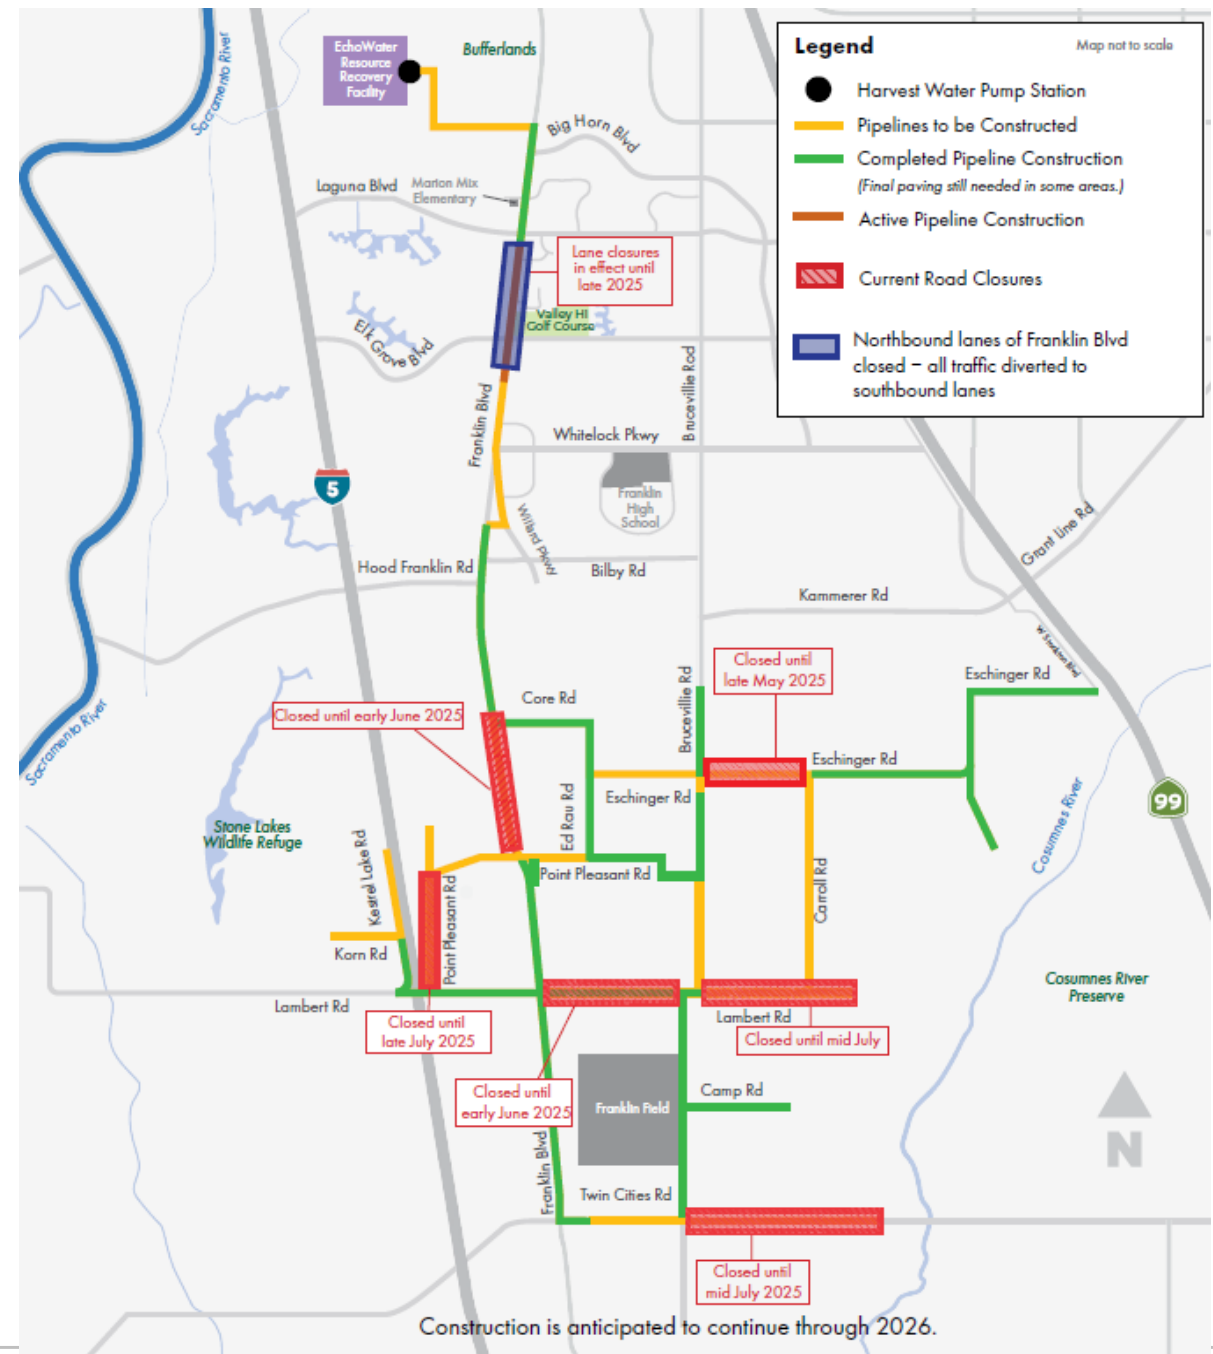 EchoWater
Resource
Recovery
Facility
Bufferlands
Sacramento River
Big Horn Blvd
Laguna Blvd
Marion Mix
Elementary
Legend
Map not to scale
Harvest Water Pump Station
Pipelines to be Constructed
Completed Pipeline Construction
(Final paving still needed in some areas.)
Active Pipeline Construction
Current Road Closures
Northbound lanes of Franklin Blvd
closed – all traffic diverted to
southbound lanes
Lane closures
in effect until
late 2025
Valley HI
Golf Course
Elk Grove Blvd
Franklin Blvd
Bruceville Rod
Whitelock Pkwy
5
Franklin
High
School
Willard Pkwy
Grant Line Rd
Hood Franklin Rd
Bilby Rd
Kammerer Rd
W Stockton Blvd
Closed until
late May 2025
Eschinger Rd
Bruceville Rd
Core Rd
Closed until early June 2025
Sacramento River
Eschinger Rd
Eschinger Rd
Ed Rau Rd
99
Cosumnes River
Stone Lakes
Wildlife Refuge
Kestrel Lake Rd
Point Pleasant Rd
Point Pleasant Rd
Carroll Rd
Korn Rd
Cosumnes River
Preserve
Lambert Rd
Lambert Rd
Closed until
late July 2025
Closed until mid July
Closed until
early June 2025
Franklin Field
Camp Rd
N
Franklin Blvd
Twin Cities Rd
Closed until
mid July 2025
Construction is anticipated to continue through 2026.